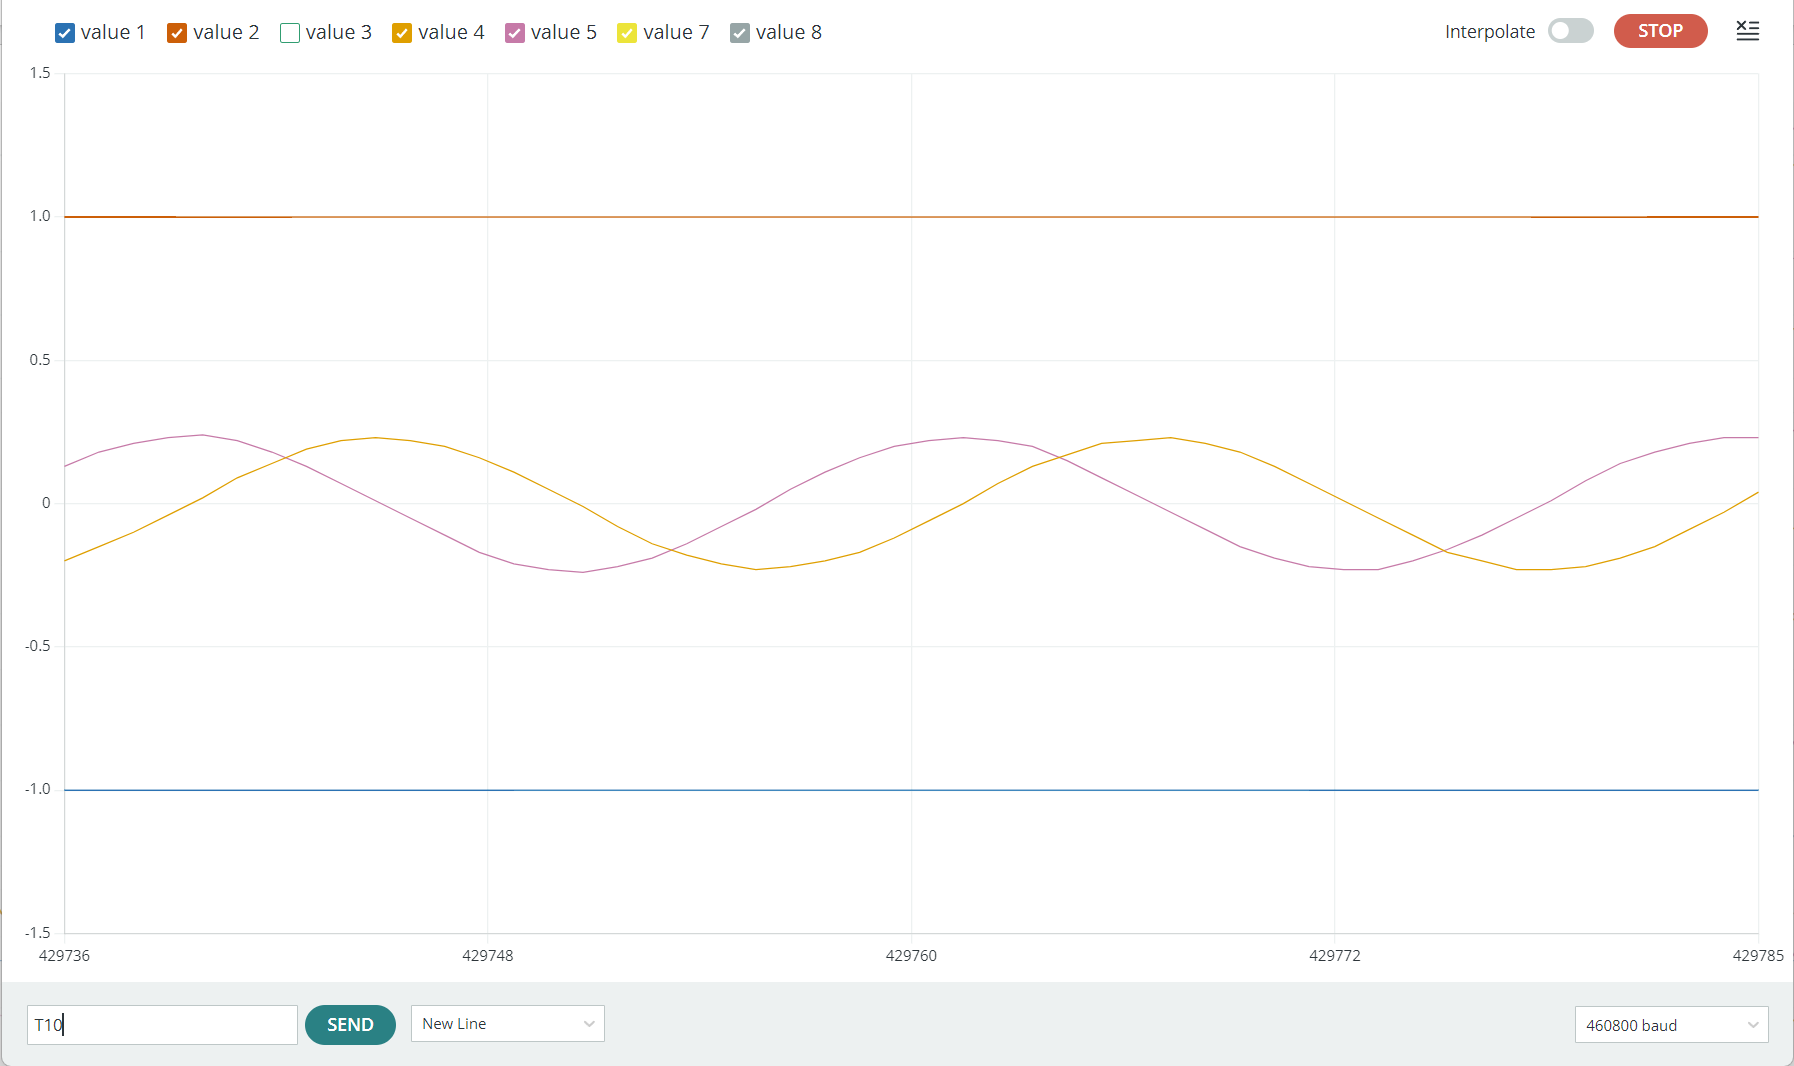 value 1 value 2 value 3 value 4 value 5 value 7 value 8 Interpolate STOP
1.5
1.0
0.5
0
-0.5
-1.0
-1.5
429736 429748 429760 429772 429785
T10 SEND New Line 460800 baud